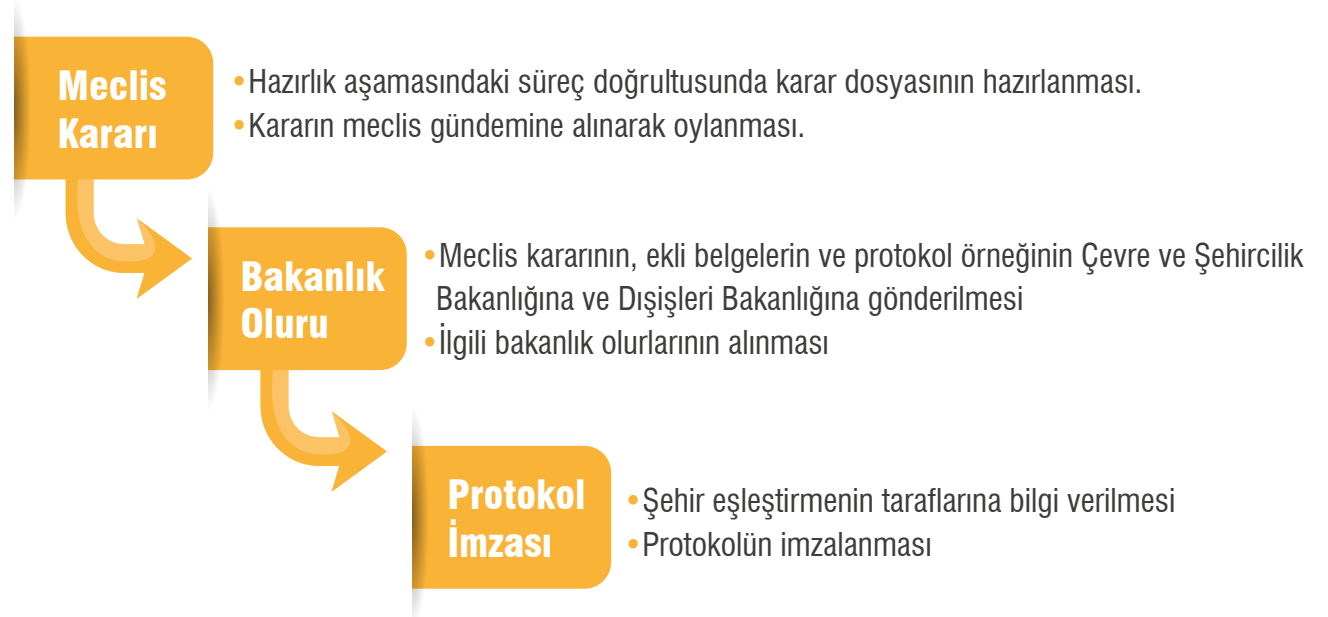 Meclis
Kararı
•Hazırlık aşamasındaki süreç doğrultusunda karar dosyasının hazırlanması.
•Kararın meclis gündemine alınarak oylanması.
Bakanlık
Oluru
•Meclis kararının, ekli belgelerin ve protokol örneğinin Çevre ve Şehircilik
Bakanlığına ve Dışişleri Bakanlığına gönderilmesi
•İlgili bakanlık olurlarının alınması
Protokol
İmzası
•Şehir eşleştirmenin taraflarına bilgi verilmesi
•Protokolün imzalanması